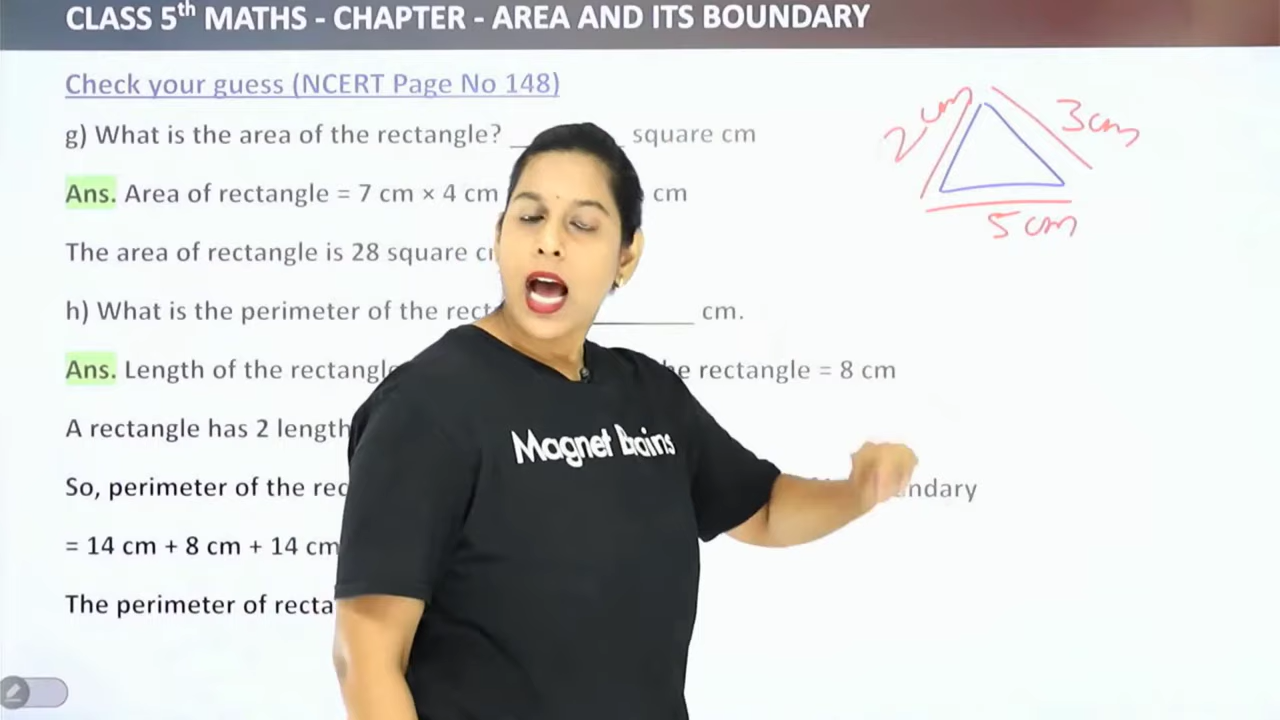 CLASS 5th MATHS - CHAPTER - AREA AND ITS BOUNDARY
Check your guess (NCERT Page No 148)
g) What is the area of the rectangle? square cm
Ans. Area of rectangle = 7 cm × 4 cm cm
The area of rectangle is 28 square
h) What is the perimeter of the cm.
Ans. Length of the rectangle rectangle = 8 cm
A rectangle has 2 length
So, perimeter of the
= 14 cm + 8 cm + 14 cm
The perimeter of
2 cm
3 cm
5 cm
Magnet Brains